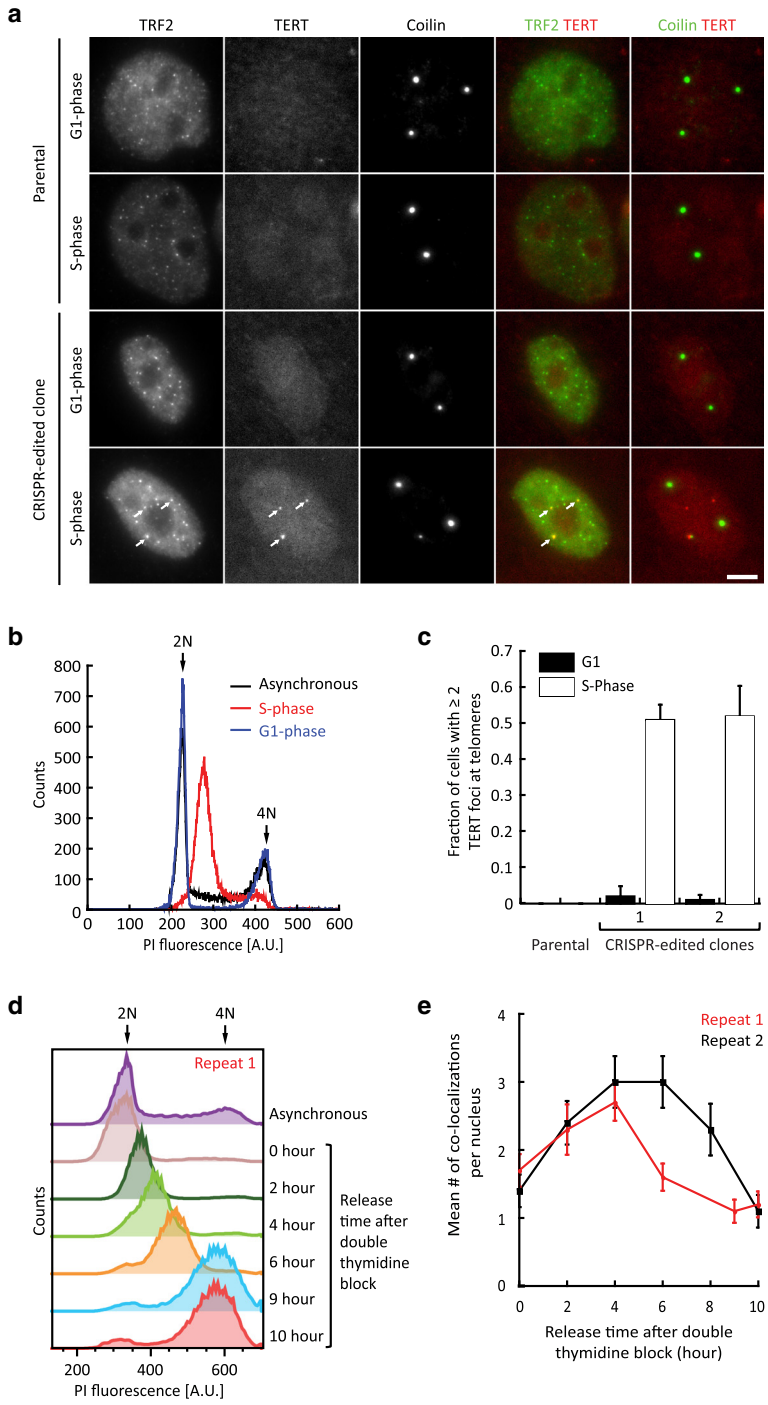 a
TRF2 TERT Coilin TRF2 TERT Coilin TERT
Parental
G1-phase
S-phase
CRISPR-edited clone
G1-phase
S-phase
b
2N
4N
Asynchronous
S-phase
G1-phase
Counts
800
700
600
500
400
300
200
100
0
0 100 200 300 400 500 600
PI fluorescence [A.U.]
c
G1
S-Phase
Fraction of cells with ≥ 2
TERT foci at telomeres
0.7
0.6
0.5
0.4
0.3
0.2
0.1
0
1 2
Parental CRISPR-edited clones
d
2N 4N
Repeat 1
Asynchronous
0 hour
2 hour
4 hour
6 hour
9 hour
10 hour
Release
time after
double
thymidine
block
Counts
200 400 600
PI fluorescence [A.U.]
e
Repeat 1
Repeat 2
Mean # of co-localizations
per nucleus
4
3
2
1
0
0 2 4 6 8 10
Release time after double
thymidine block (hour)